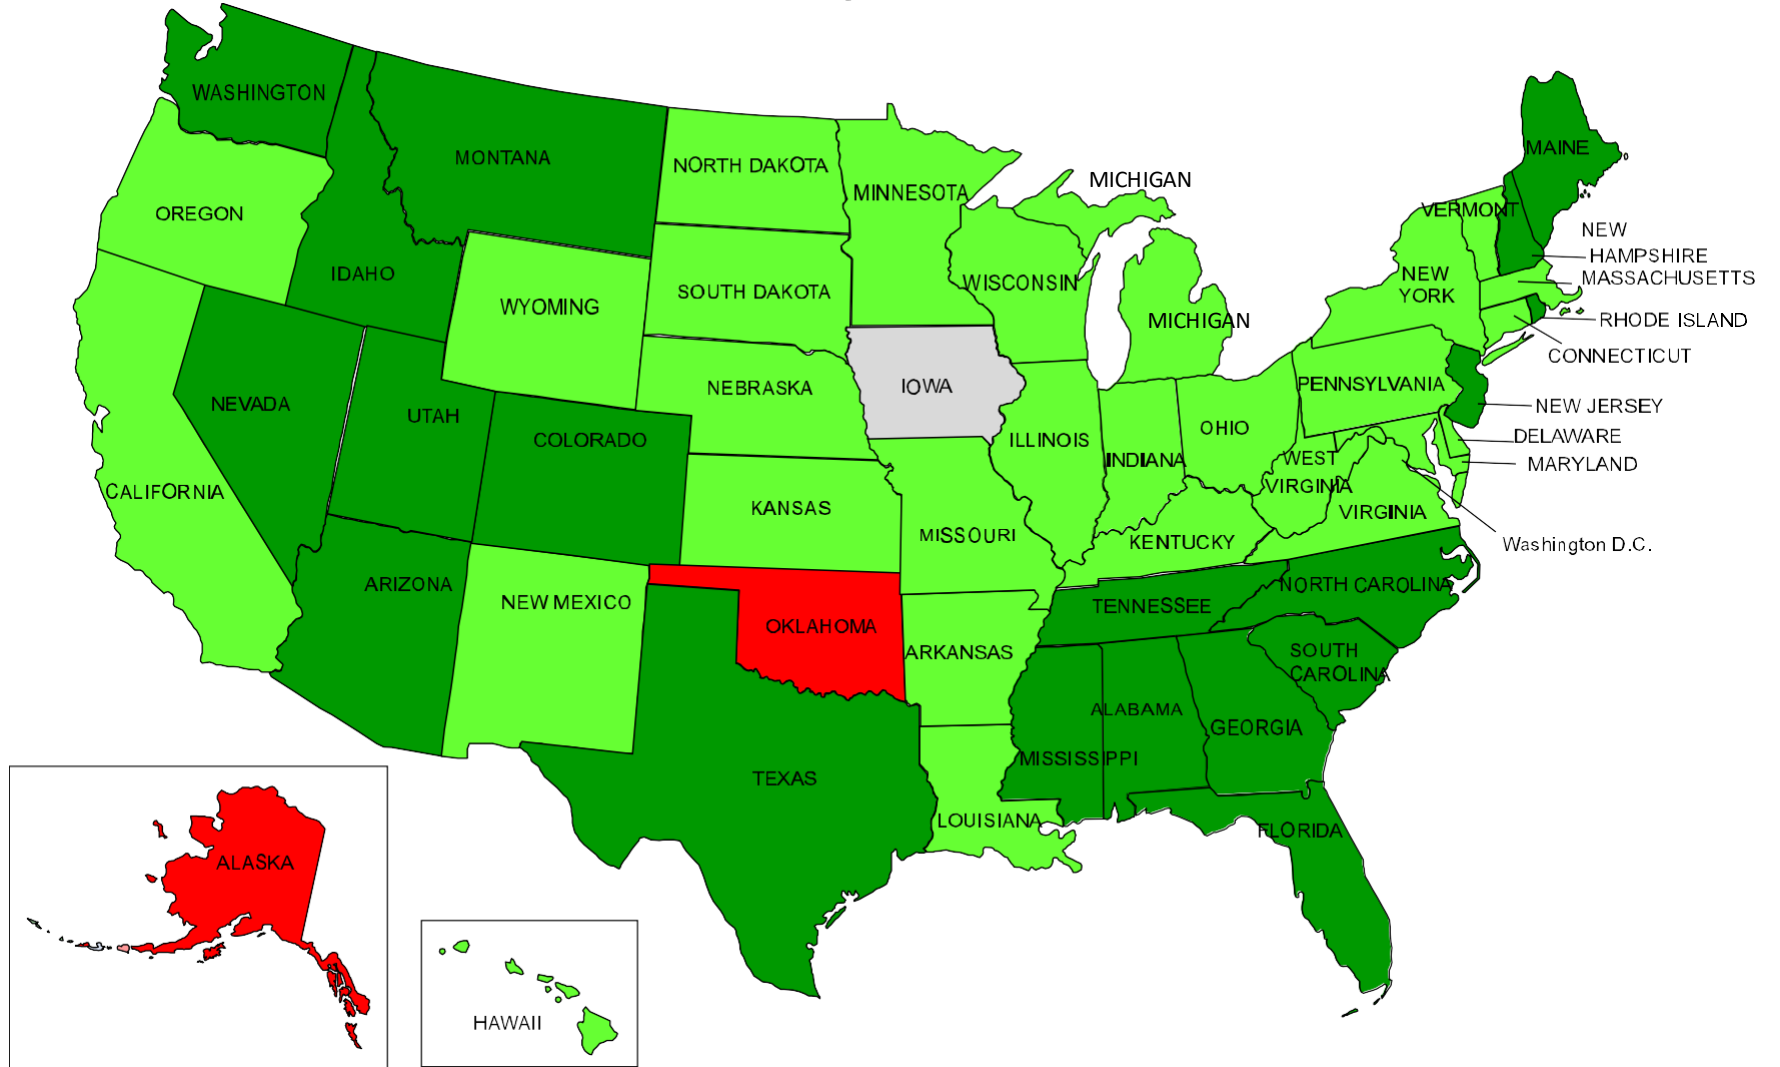 WASHINGTON
MONTANA
NORTH DAKOTA
MINNESOTA
MICHIGAN
MAINE
VERMONT
OREGON
IDAHO
NEW
HAMPSHIRE
WYOMING
SOUTH DAKOTA
WISCONSIN
MICHIGAN
NEW
YORK
MASSACHUSETTS
RHODE ISLAND
CONNECTICUT
NEVADA
UTAH
COLORADO
NEBRASKA
IOWA
ILLINOIS
INDIANA
OHIO
PENNSYLVANIA
NEW JERSEY
DELAWARE
MARYLAND
WEST
VIRGINIA
VIRGINIA
Washington D.C.
CALIFORNIA
KANSAS
MISSOURI
KENTUCKY
ARIZONA
NEW MEXICO
OKLAHOMA
ARKANSAS
TENNESSEE
NORTH CAROLINA
SOUTH
CAROLINA
TEXAS
LOUISIANA
MISSISSIPPI
ALABAMA
GEORGIA
FLORIDA
ALASKA
HAWAII